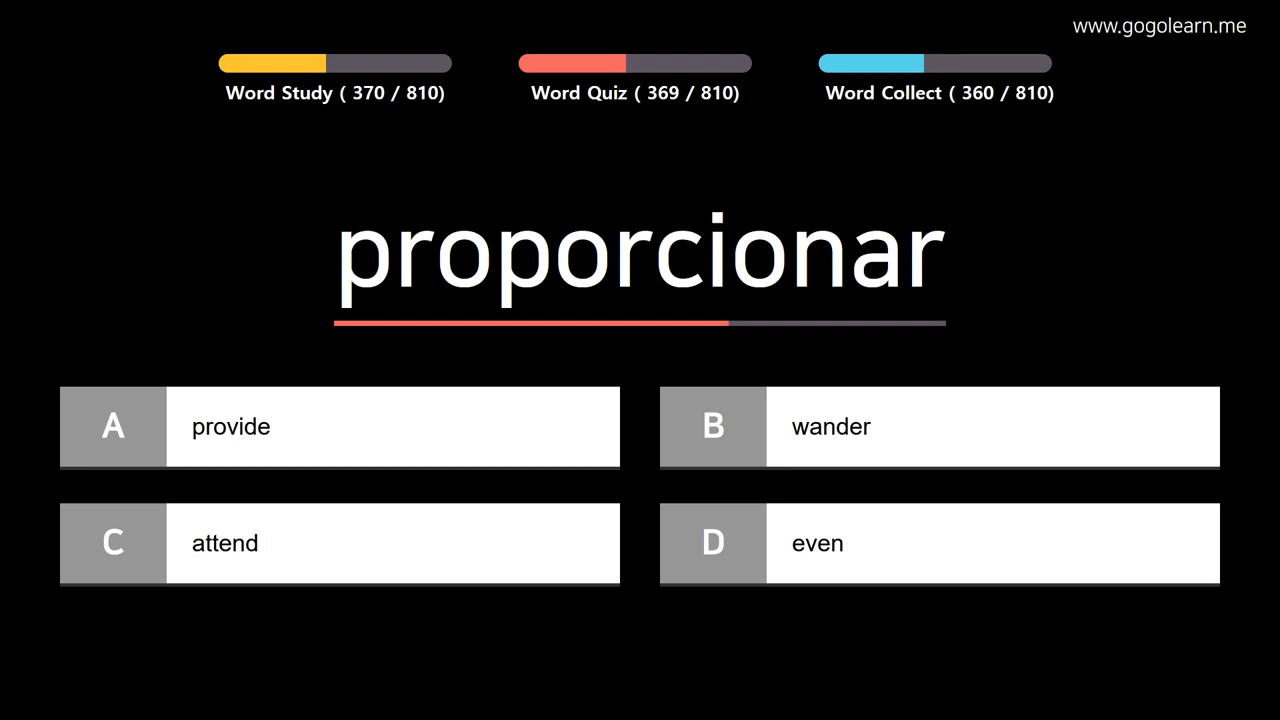 www.gogolearn.me
Word Study ( 370 / 810)
Word Quiz ( 369 / 810)
Word Collect ( 360 / 810)
proporcionar
A provide
B wander
C attend
D even